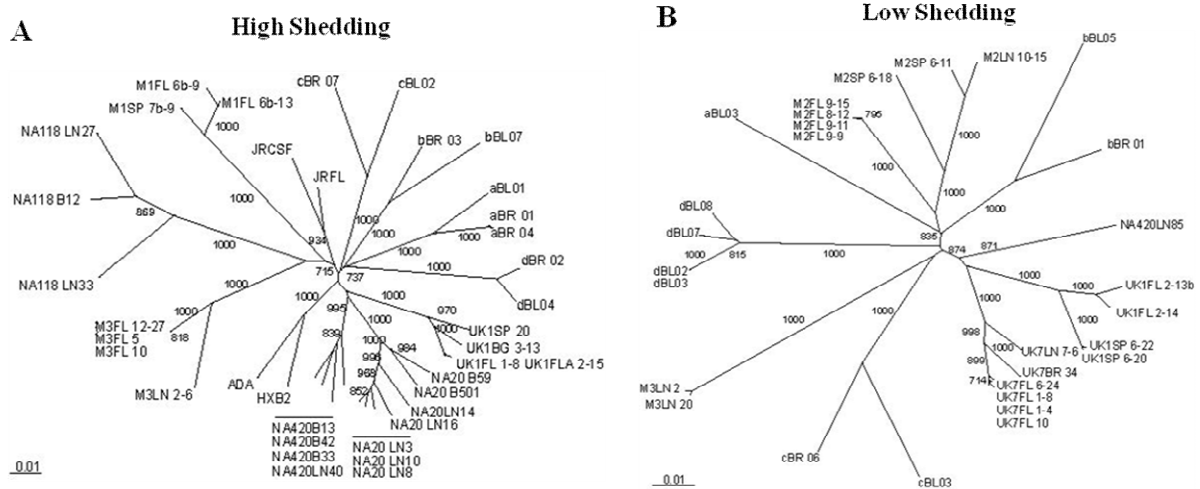 A
High Shedding
M1FL 6b-9
M1SP 7b-9
M1FL 6b-13
1000
cBR 07
cBL02
NA118 LN27
JRCSF
JRFL
bBR 03
bBL07
NA118 B12
869
1000
1000
934
1000
1000
aBL01
aBR 01
aBR 04
1000
1000
NA118 LN33
1000
715
737
1000
dBR 02
dBL04
M3FL 12-27
M3FL 5
M3FL 10
818
1000
1000
995
1000
970
1000
UK1SP 20
UK1BG 3-13
UK1FL 1-8 UK1FLA 2-15
M3LN 2-6
ADA
HXB2
839
1000
984
996
968
852
NA20 B59
NA20 B501
NA20LN14
NA20 LN16
NA420B13
NA420B42
NA420B33
NA420LN40
NA20 LN3
NA20 LN10
NA20 LN8
0.01
B
Low Shedding
M2SP 6-11
M2LN 10-15
bBL05
M2SP 6-18
M2FL 9-15
M2FL 8-12
M2FL 9-11
M2FL 9-9
795
aBL03
1000
1000
1000
bBR 01
1000
dBL08
dBL07
1000
815
dBL02
dBL03
1000
835
874
871
NA420LN85
1000
UK1FL 2-13b
1000
UK1FL 2-14
1000
1000
1000
1000
998
UK1SP 6-22
UK1SP 6-20
UK7LN 7-6
899
UK7BR 34
714
UK7FL 6-24
UK7FL 1-8
UK7FL 1-4
UK7FL 10
M3LN 2
M3LN 20
cBR 06
cBL03
0.01